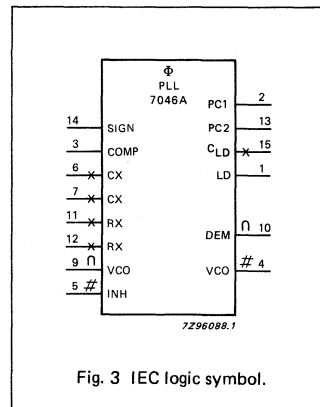 Φ
PLL
7046A
14 SIGN
3 COMP
6 CX
7 CX
11 RX
12 RX
9 ∩ VCO
5 # INH
PC1 2
PC2 13
CLD 15
LD 1
DEM ∩ 10
VCO # 4
7Z96088.1
Fig. 3 IEC logic symbol.